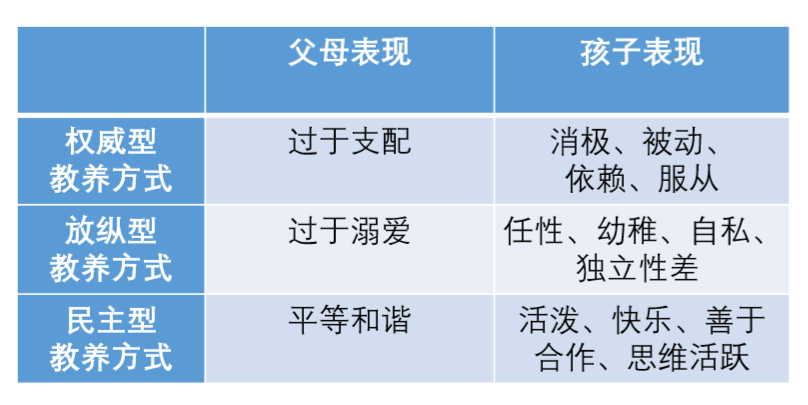 父母表现
孩子表现
权威型
教养方式
过于支配
消极、被动、
依赖、服从
放纵型
教养方式
过于溺爱
任性、幼稚、自私、
独立性差
民主型
教养方式
平等和谐
活泼、快乐、善于
合作、思维活跃